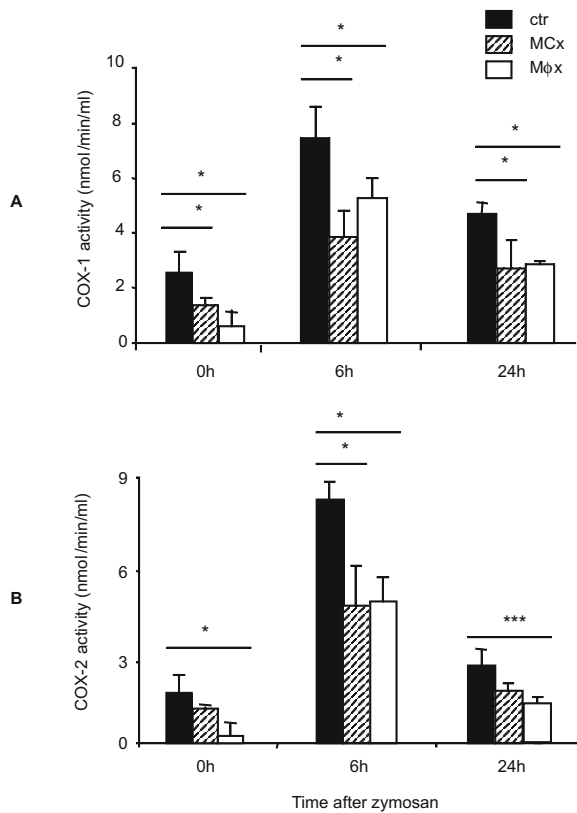 ctr
MCx
Mφx
A
COX-1 activity (nmol/min/ml)
10
8
6
4
2
0
*
*
*
*
*
*
0h
6h
24h
B
COX-2 activity (nmol/min/ml)
9
6
3
0
*
*
*
***
0h
6h
24h
Time after zymosan